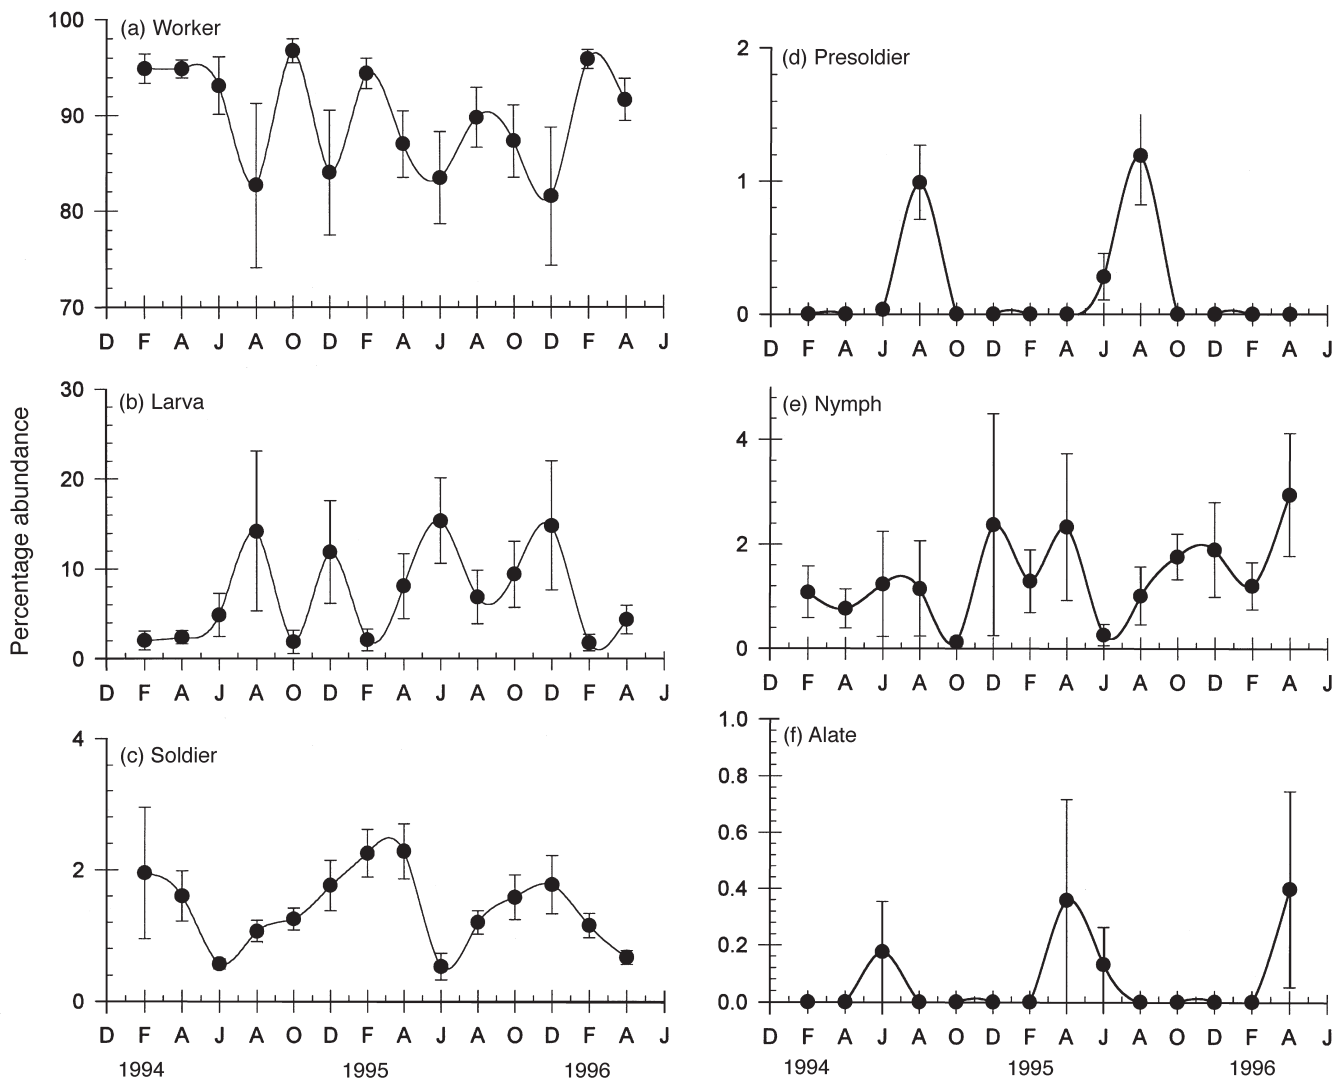 Percentage abundance
(a) Worker
100
90
80
70
D F A J A O D F A J A O D F A J
(b) Larva
30
20
10
0
D F A J A O D F A J A O D F A J
(c) Soldier
4
2
0
D F A J A O D F A J A O D F A J
1994 1995 1996
(d) Presoldier
2
1
0
D F A J A O D F A J A O D F A J
(e) Nymph
4
2
0
D F A J A O D F A J A O D F A J
(f) Alate
1.0
0.8
0.6
0.4
0.2
0.0
D F A J A O D F A J A O D F A J
1994 1995 1996